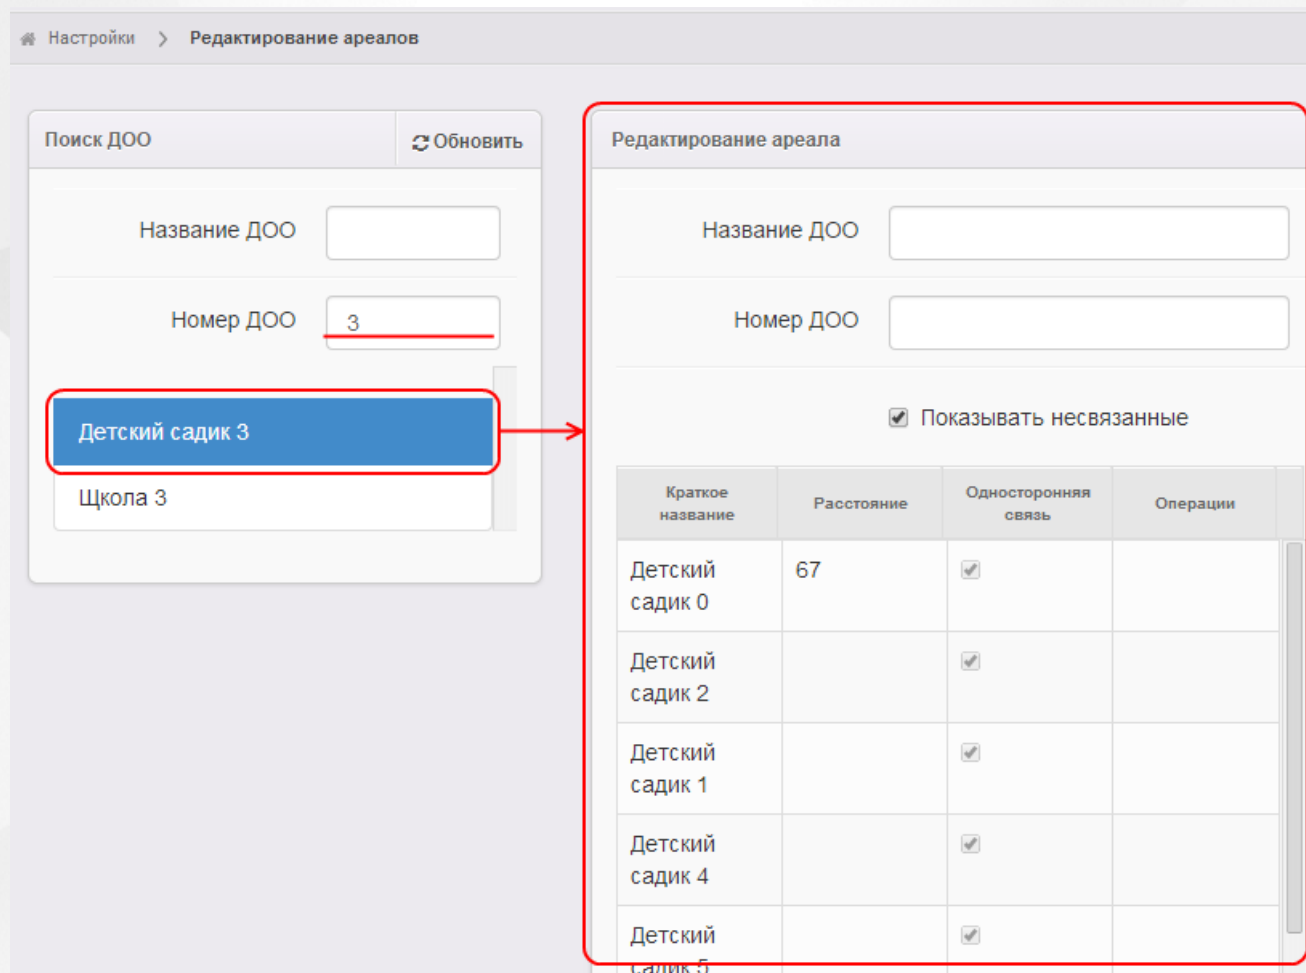 Настройки > Редактирование ареалов
Поиск ДОО
Обновить
Название ДОО
Номер ДОО 3
Детский садик 3
Щкола 3
Редактирование ареала
Название ДОО
Номер ДОО
Показывать несвязанные
Краткое
название
Расстояние
Односторонняя
связь
Операции
Детский
садик 0
67
Детский
садик 2
Детский
садик 1
Детский
садик 4
Детский
садик 5